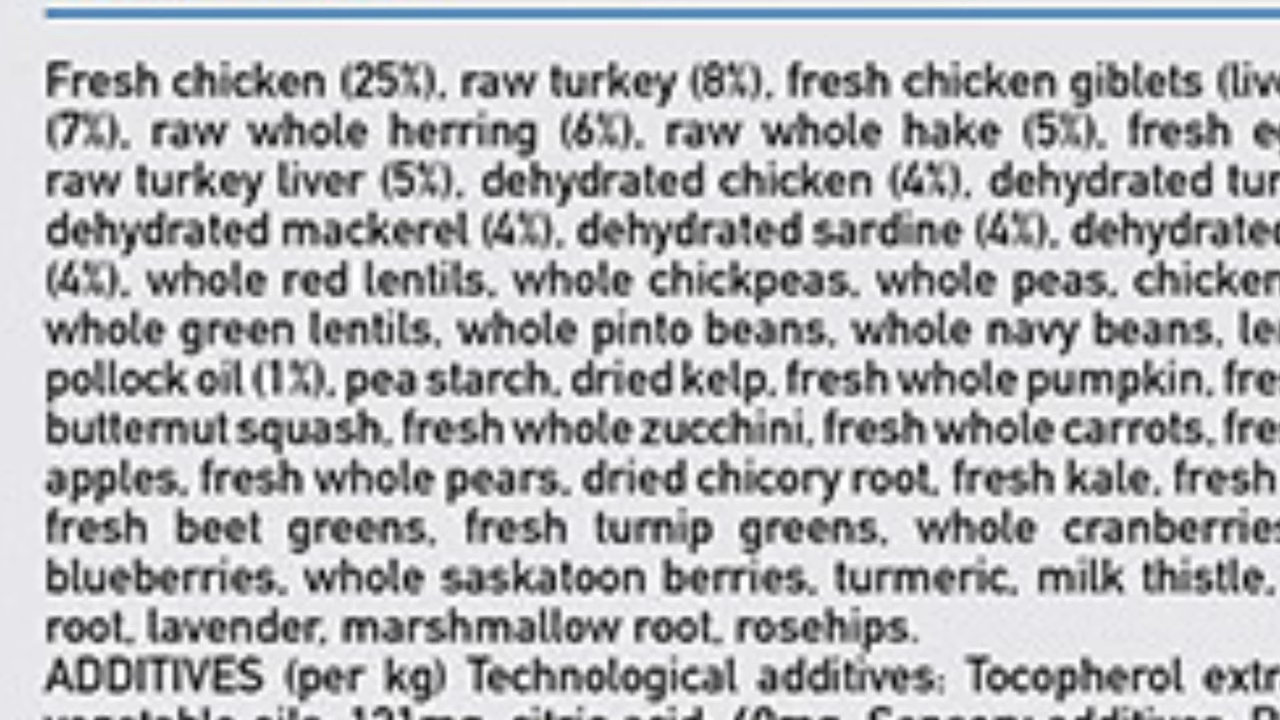 Fresh chicken (25%), raw turkey (8%), fresh chicken giblets
(7%), raw whole herring (6%), raw whole hake (5%), fresh
raw turkey liver (5%), dehydrated chicken (4%), dehydrated
dehydrated mackerel (4%), dehydrated sardine (4%),
(4%), whole red lentils, whole chickpeas, whole peas, chicken
whole green lentils, whole pinto beans, whole navy beans,
pollock oil (1%), pea starch, dried kelp, fresh whole pumpkin,
butternut squash, fresh whole zucchini, fresh whole carrots,
apples, fresh whole pears, dried chicory root, fresh kale, fresh
fresh beet greens, fresh turnip greens, whole
blueberries, whole saskatoon berries, turmeric, milk thistle,
root, lavender, marshmallow root, rosehips.
ADDITIVES (per kg) Technological additives: Tocopherol